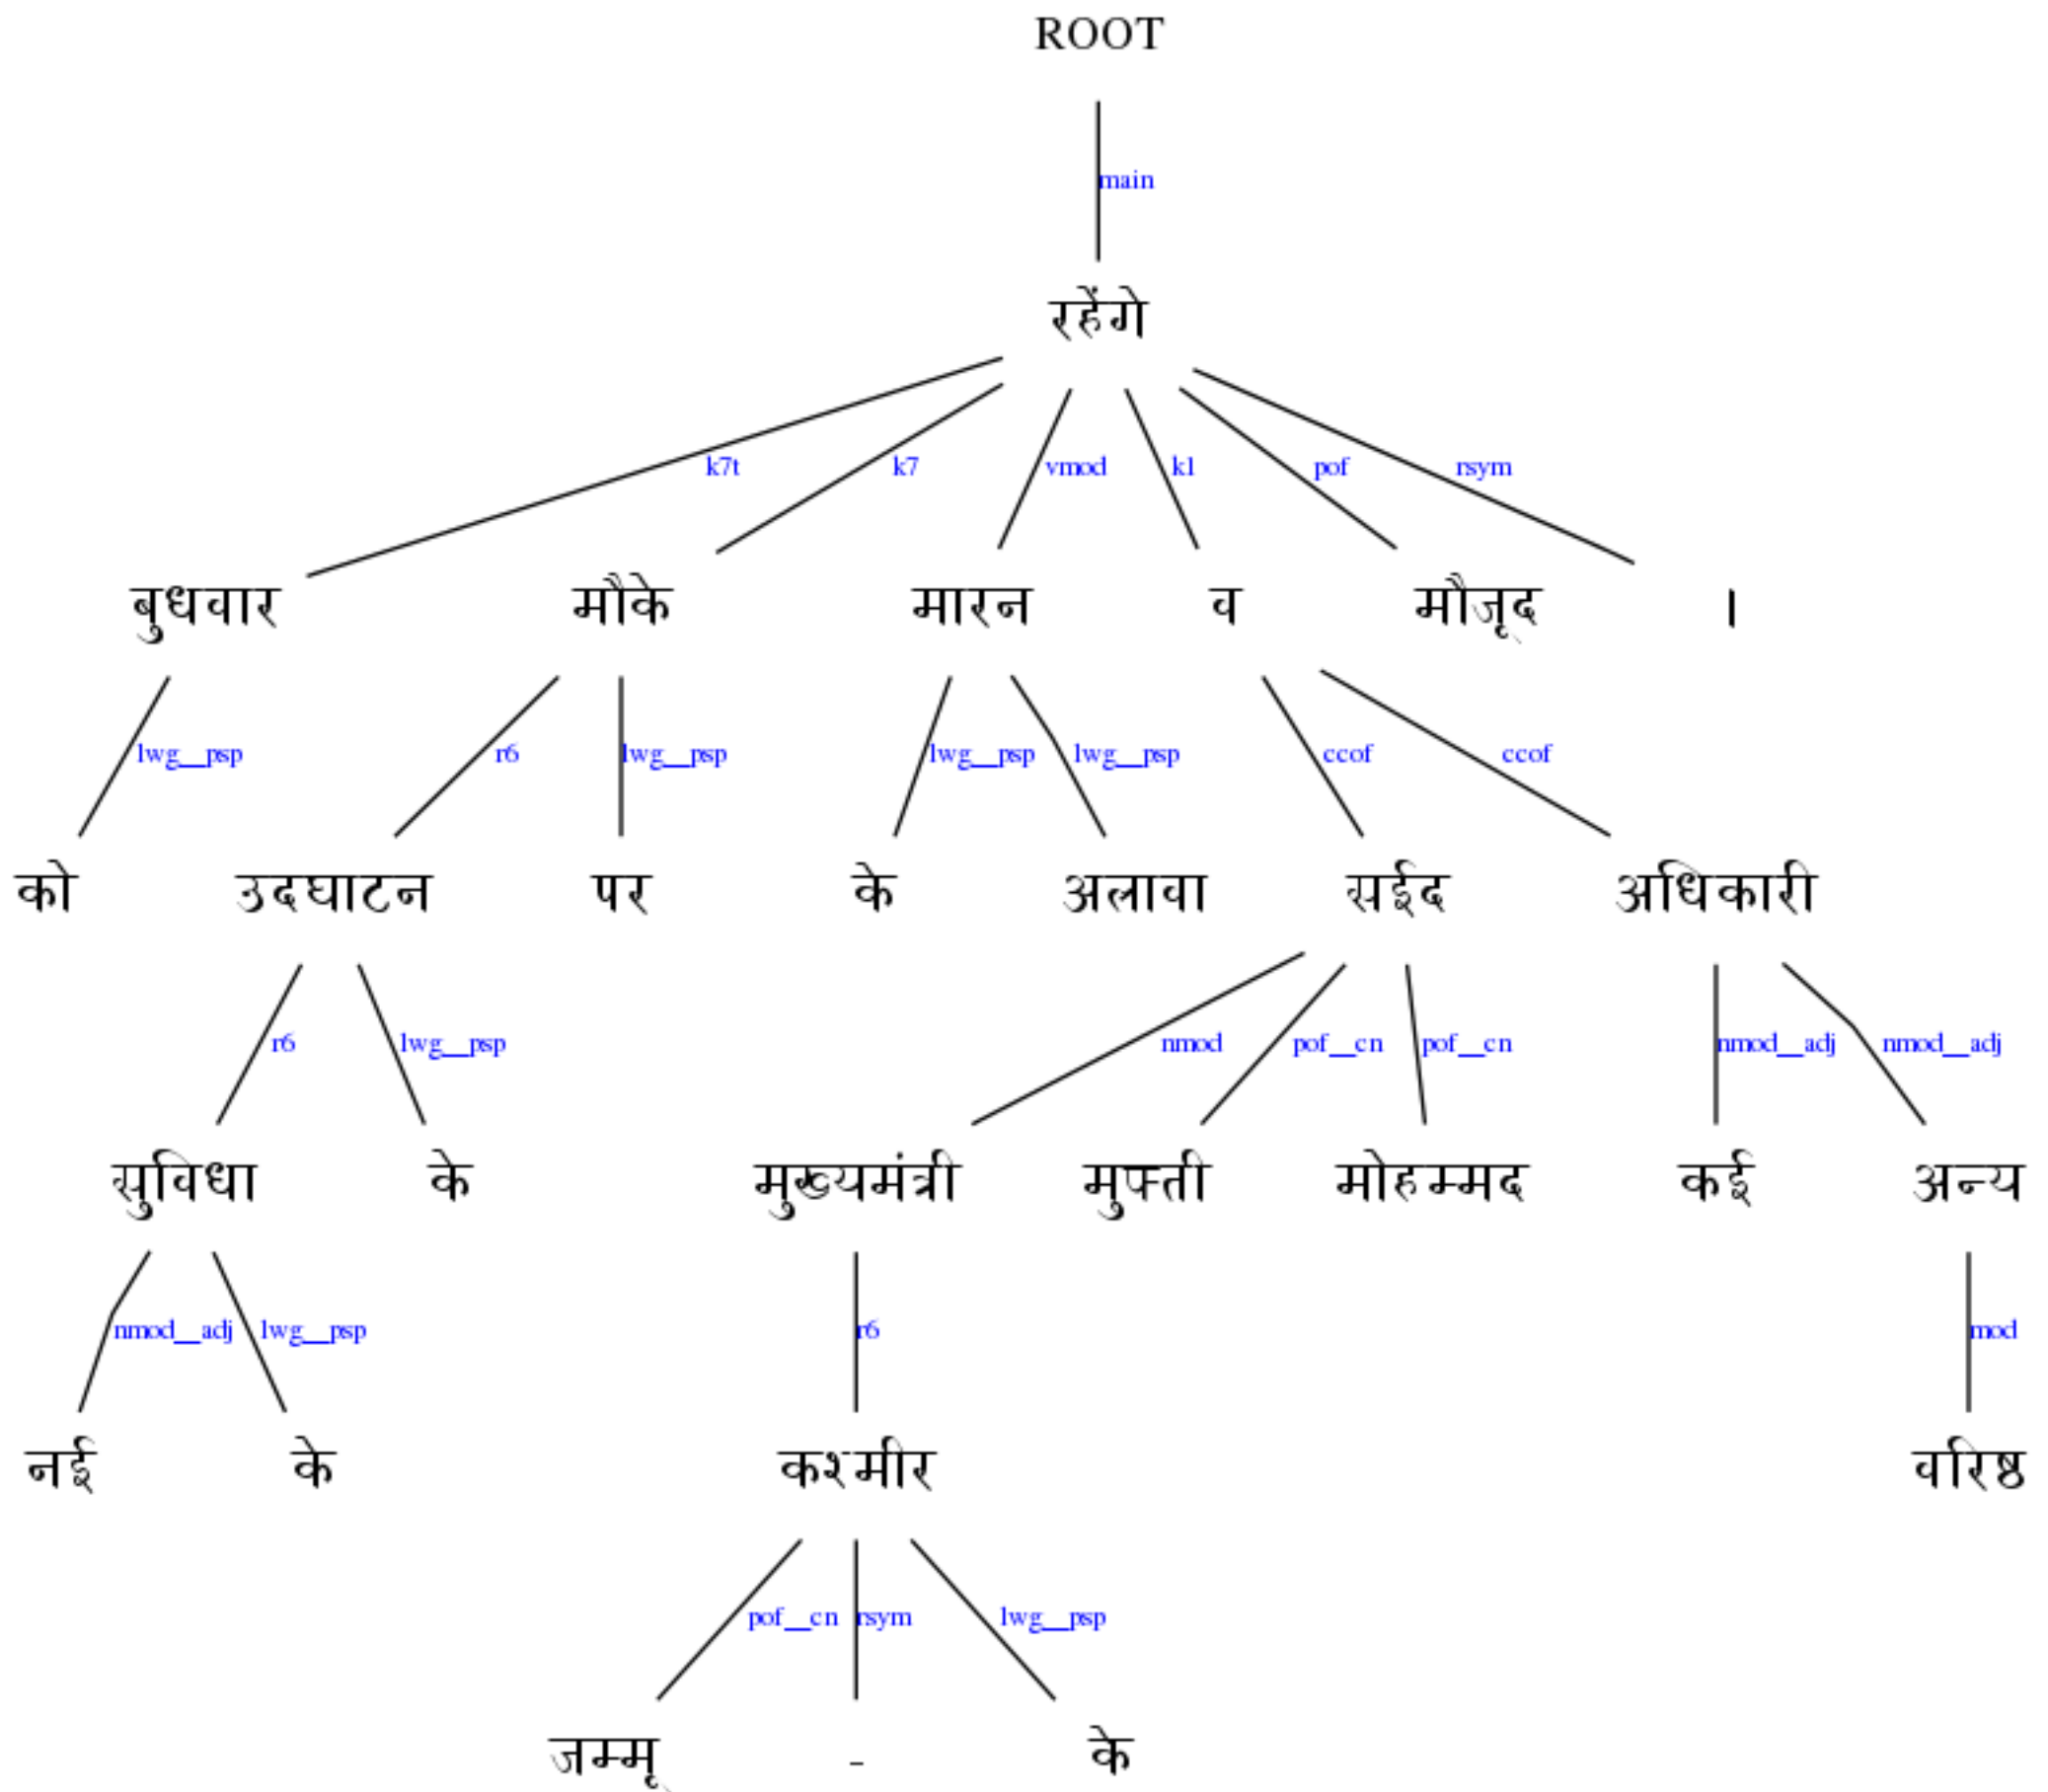 ROOT
main
रहेंगे
k7t k7 vmod k1 pof rsym
बुधवार मौके मारन व मौजूद ।
lwg__psp r6 lwg__psp lwg__psp lwg__psp ccof ccof
को उदघाटन पर के अलावा सईद अधिकारी
r6 lwg__psp nmod pof__cn pof__cn nmod__adj nmod__adj
सुविधा के मुख्यमंत्री मुफ्ती मोहम्मद कई अन्य
nmod__adj lwg__psp r6 mod
नई के कश्मीर वरिष्ठ
pof__cn rsym lwg__psp
जम्मू - के